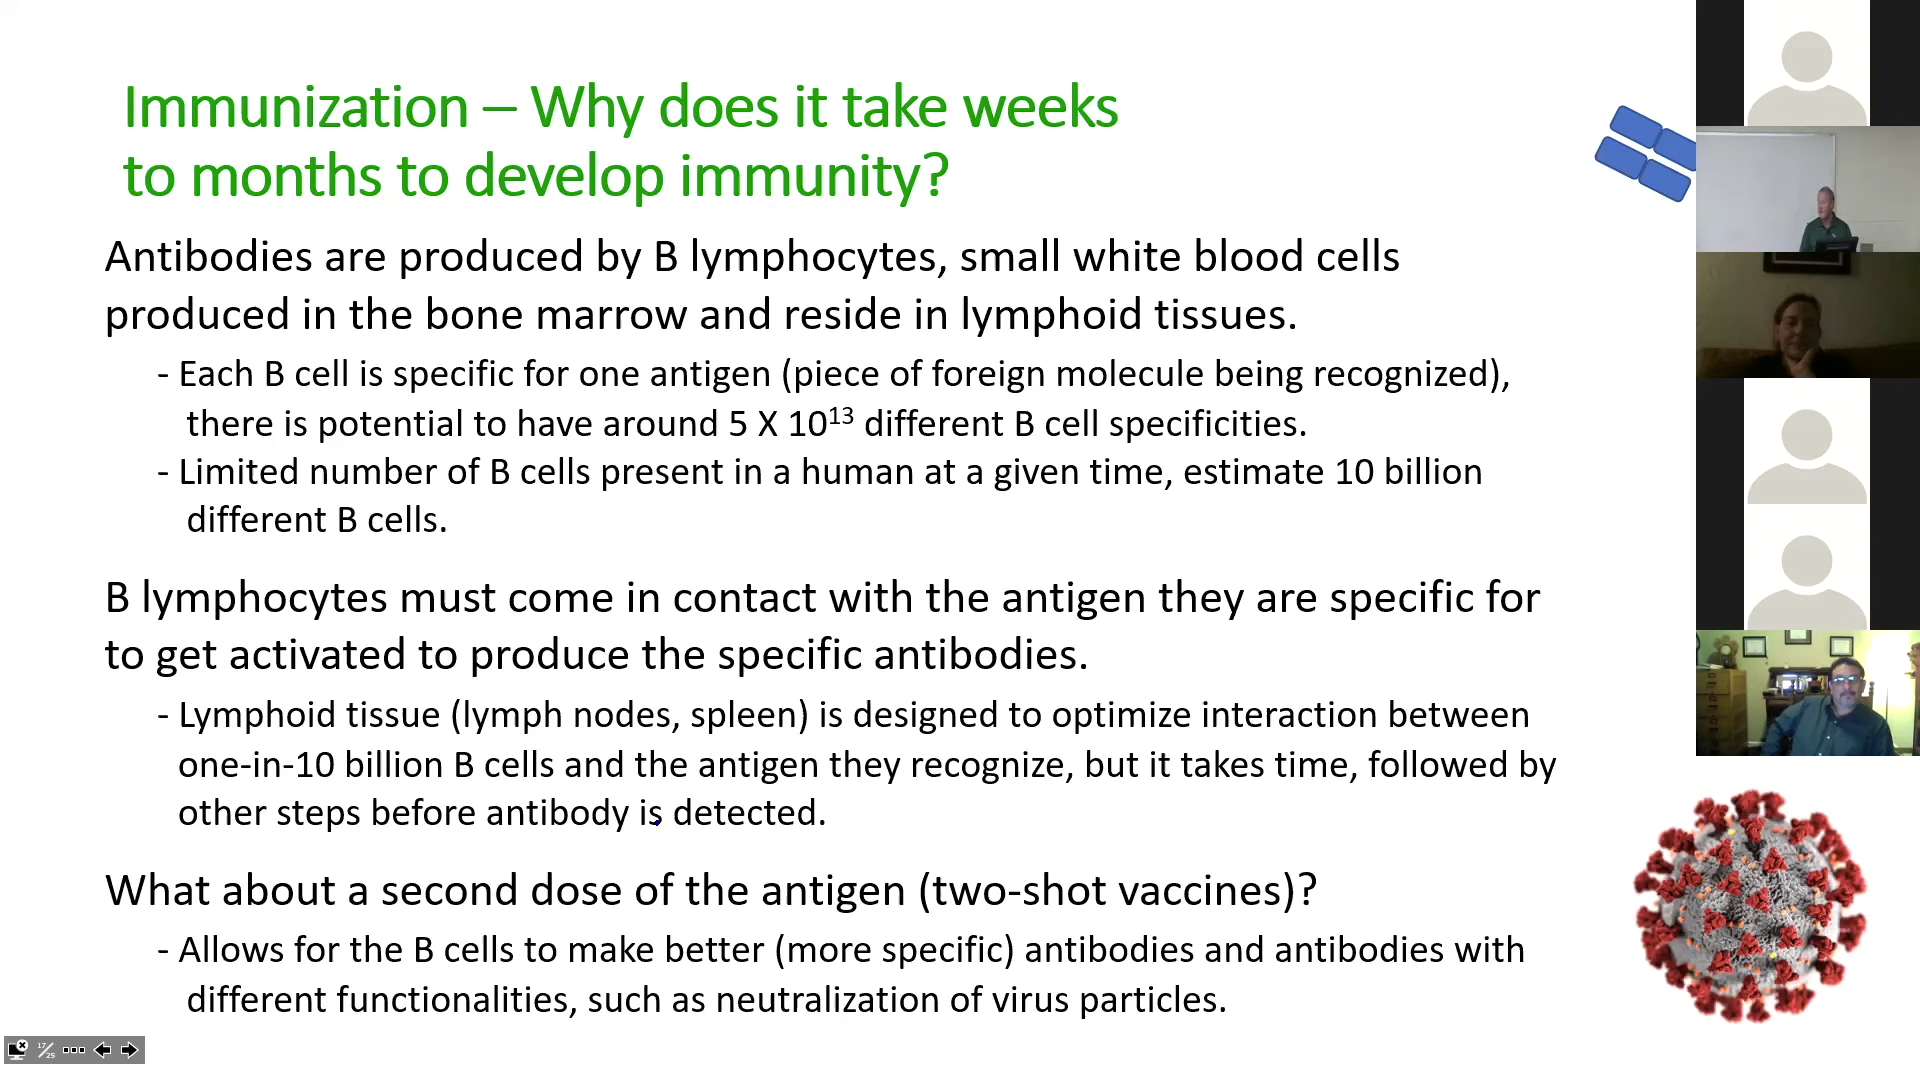 Immunization – Why does it take weeks
to months to develop immunity?
Antibodies are produced by B lymphocytes, small white blood cells
produced in the bone marrow and reside in lymphoid tissues.
- Each B cell is specific for one antigen (piece of foreign molecule being recognized),
there is potential to have around 5 X 10¹³ different B cell specificities.
- Limited number of B cells present in a human at a given time, estimate 10 billion
different B cells.
B lymphocytes must come in contact with the antigen they are specific for
to get activated to produce the specific antibodies.
- Lymphoid tissue (lymph nodes, spleen) is designed to optimize interaction between
one-in-10 billion B cells and the antigen they recognize, but it takes time, followed by
other steps before antibody is detected.
What about a second dose of the antigen (two-shot vaccines)?
- Allows for the B cells to make better (more specific) antibodies and antibodies with
different functionalities, such as neutralization of virus particles.
17/25